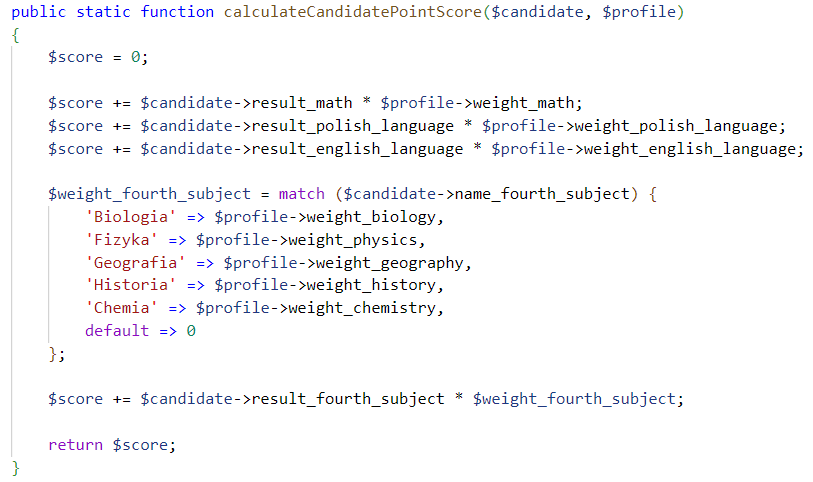 public static function calculateCandidatePointScore($candidate, $profile)
{
    $score = 0;

    $score += $candidate->result_math * $profile->weight_math;
    $score += $candidate->result_polish_language * $profile->weight_polish_language;
    $score += $candidate->result_english_language * $profile->weight_english_language;

    $weight_fourth_subject = match ($candidate->name_fourth_subject) {
        'Biologia' => $profile->weight_biology,
        'Fizyka' => $profile->weight_physics,
        'Geografia' => $profile->weight_geography,
        'Historia' => $profile->weight_history,
        'Chemia' => $profile->weight_chemistry,
        default => 0
    };

    $score += $candidate->result_fourth_subject * $weight_fourth_subject;

    return $score;
}